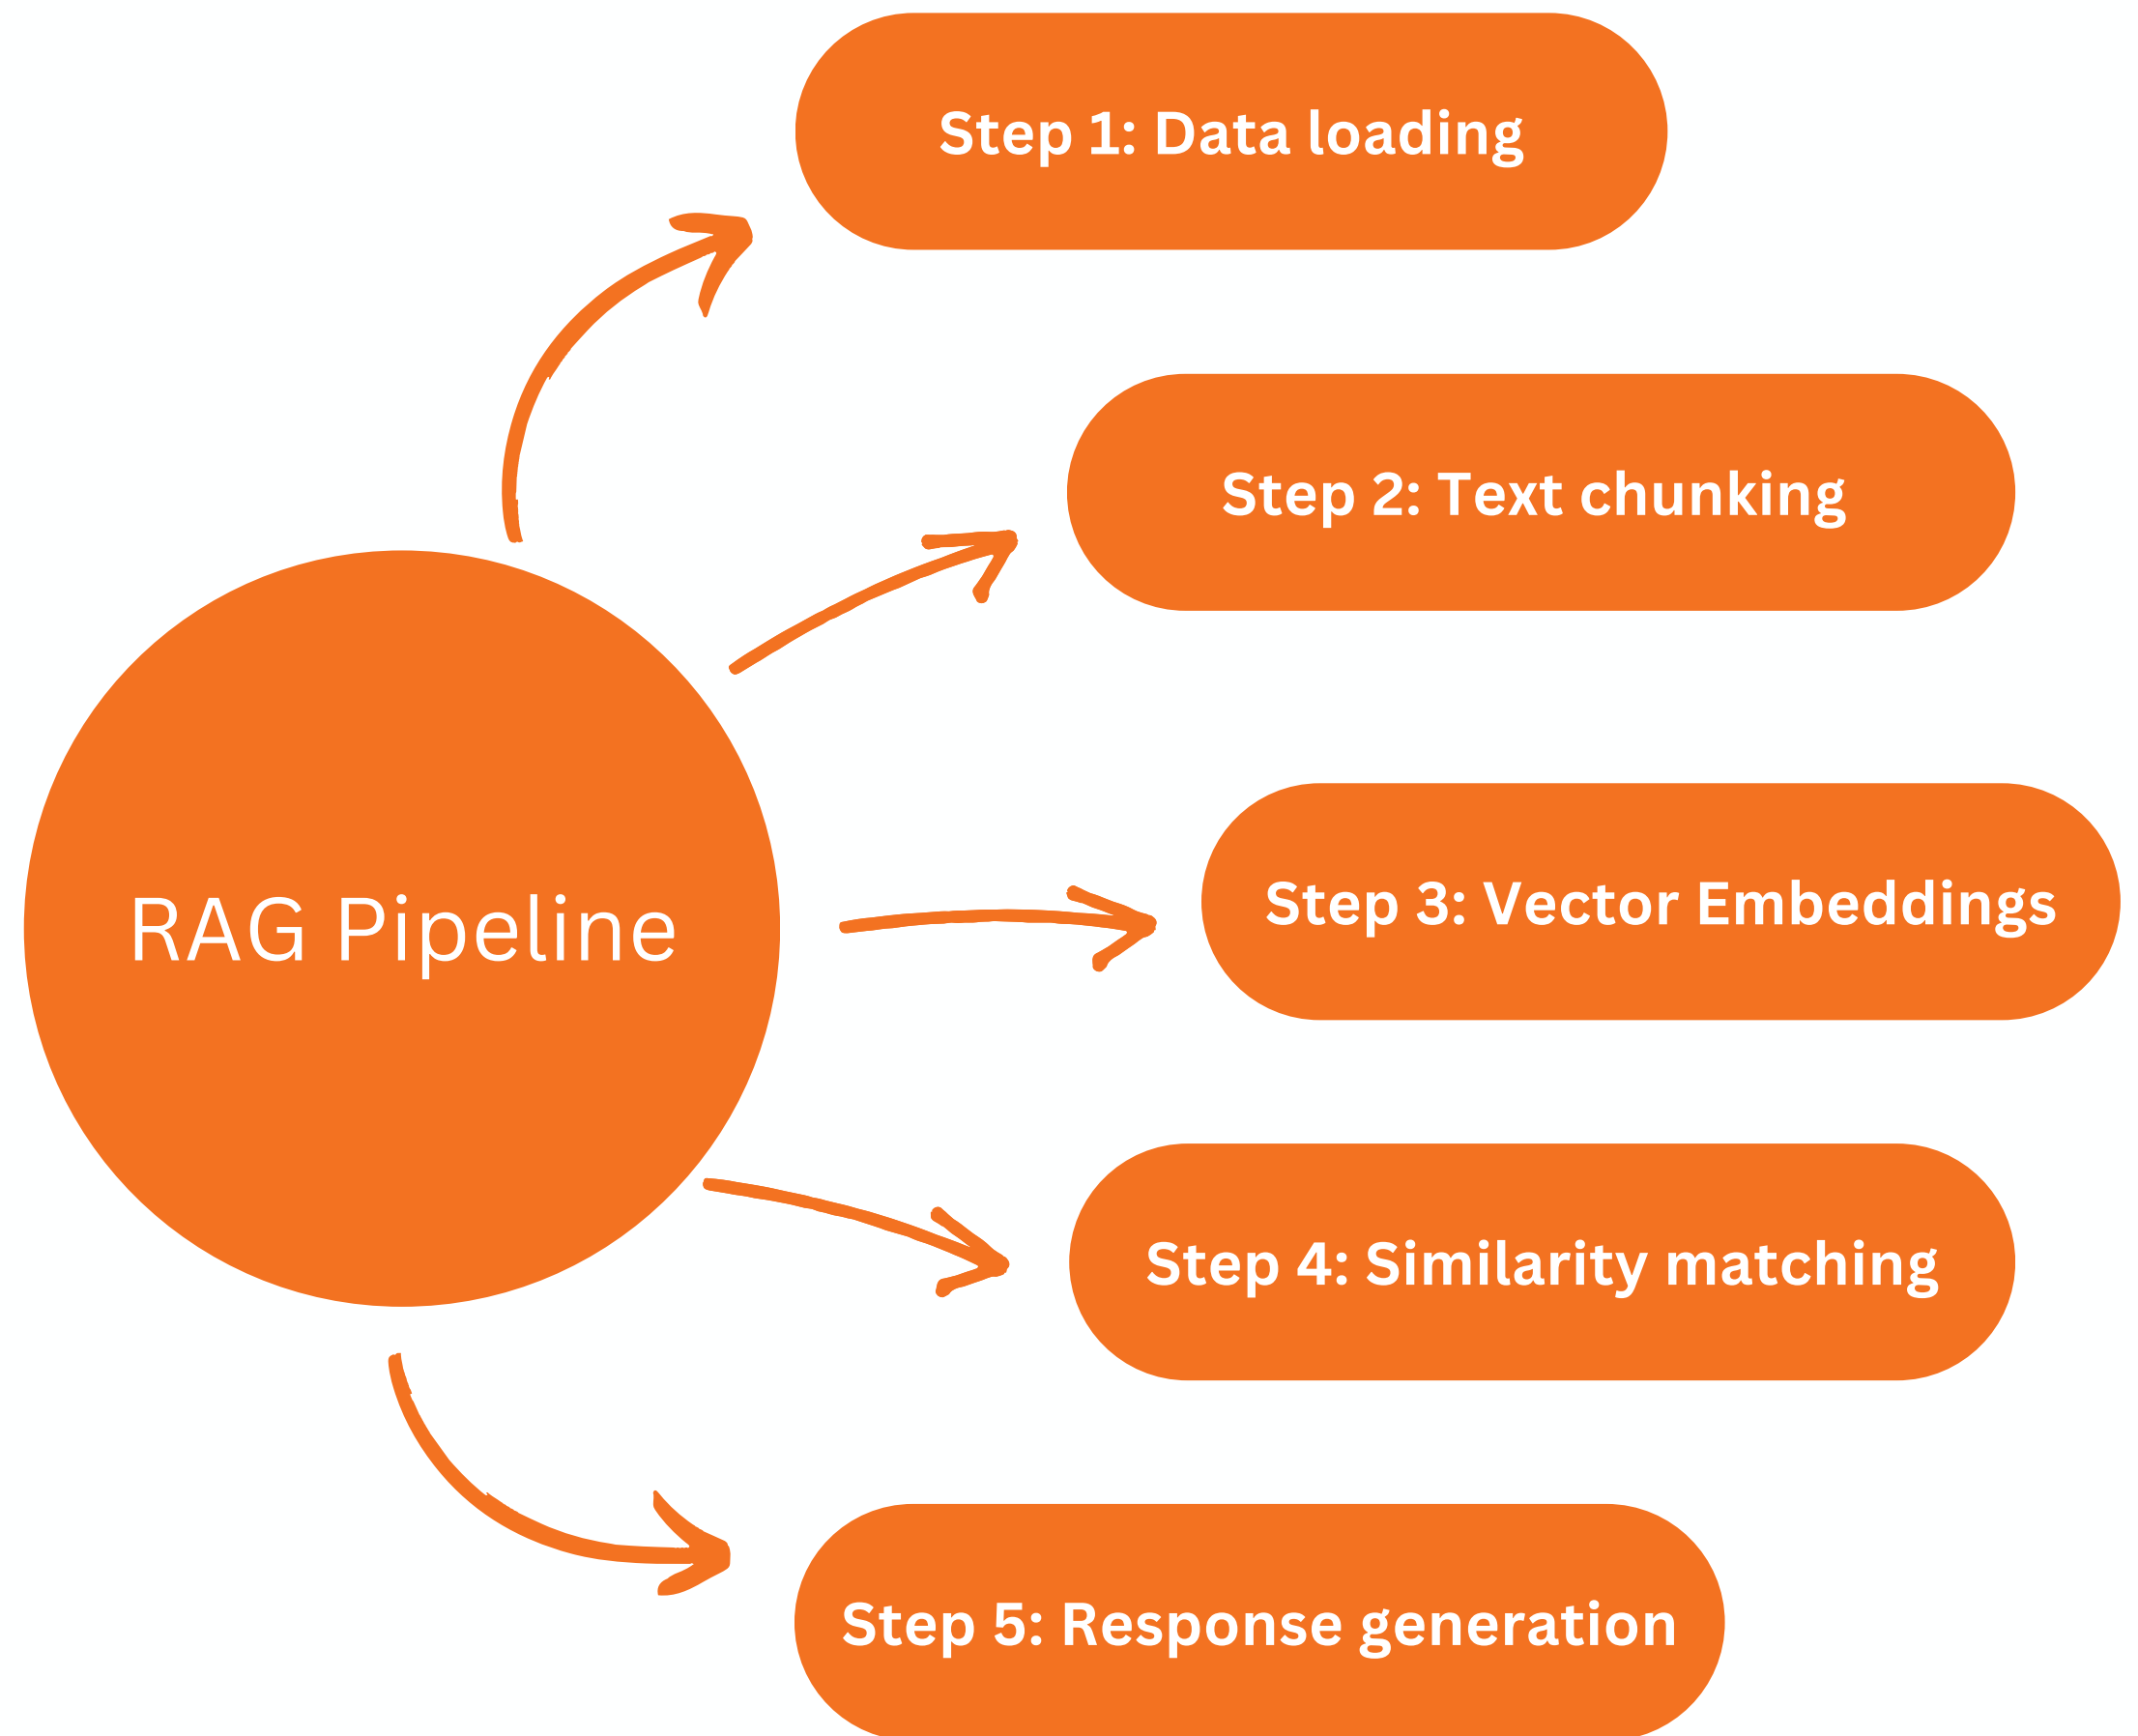 RAG Pipeline
Step 1: Data loading
Step 2: Text chunking
Step 3: Vector Embeddings
Step 4: Similarity matching
Step 5: Response generation